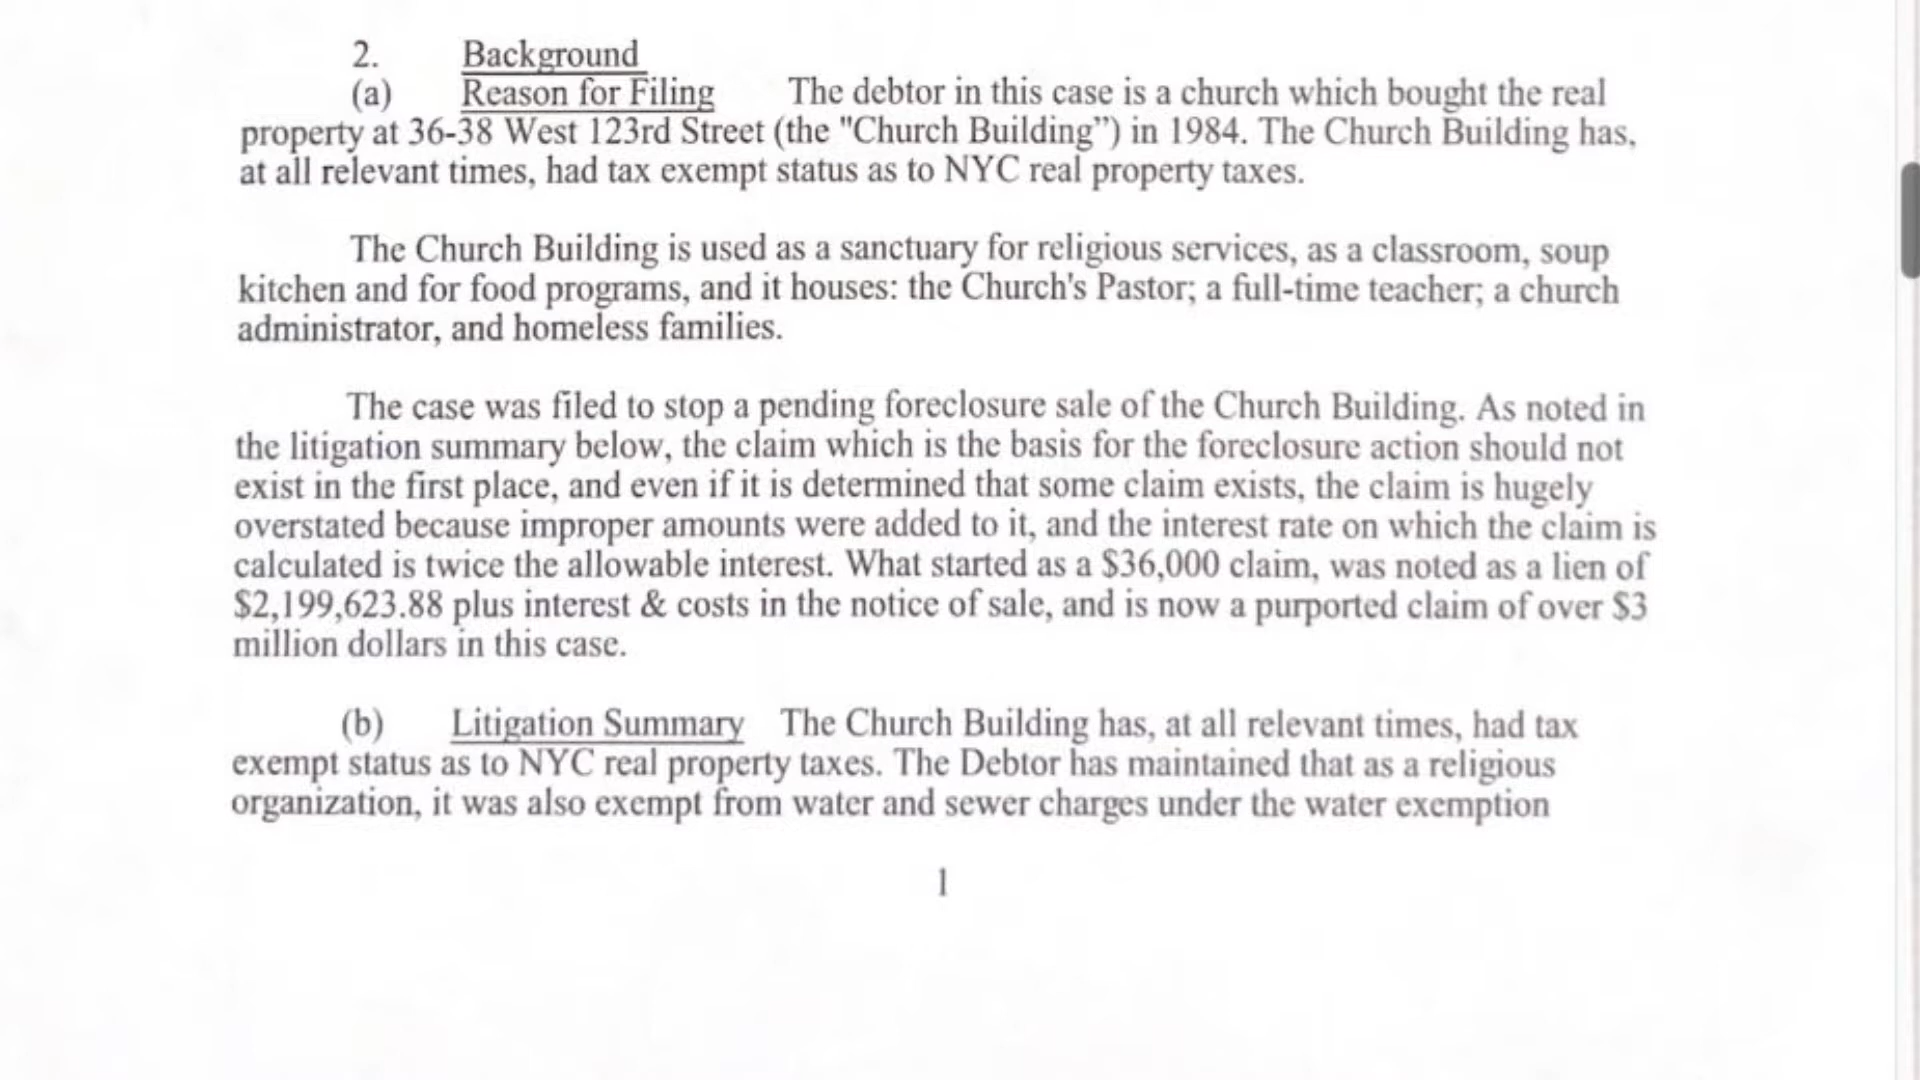 2. Background
(a) Reason for Filing The debtor in this case is a church which bought the real
property at 36-38 West 123rd Street (the "Church Building”) in 1984. The Church Building has,
at all relevant times, had tax exempt status as to NYC real property taxes.
The Church Building is used as a sanctuary for religious services, as a classroom, soup
kitchen and for food programs, and it houses: the Church's Pastor; a full-time teacher; a church
administrator, and homeless families.
The case was filed to stop a pending foreclosure sale of the Church Building. As noted in
the litigation summary below, the claim which is the basis for the foreclosure action should not
exist in the first place, and even if it is determined that some claim exists, the claim is hugely
overstated because improper amounts were added to it, and the interest rate on which the claim is
calculated is twice the allowable interest. What started as a $36,000 claim, was noted as a lien of
$2,199,623.88 plus interest & costs in the notice of sale, and is now a purported claim of over $3
million dollars in this case.
(b) Litigation Summary The Church Building has, at all relevant times, had tax
exempt status as to NYC real property taxes. The Debtor has maintained that as a religious
organization, it was also exempt from water and sewer charges under the water exemption
1